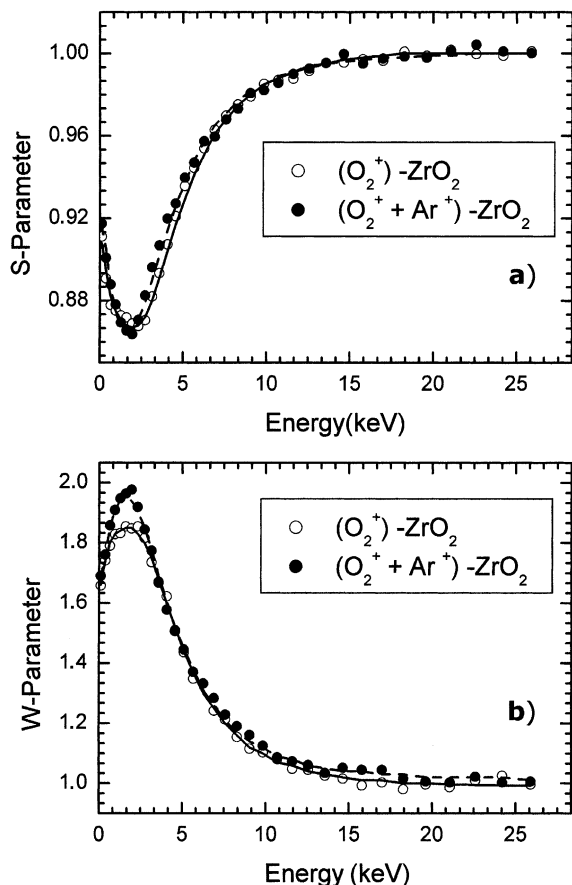 1.00
0.96
0.92
0.88
S-Parameter
(O₂⁺) -ZrO₂
(O₂⁺ + Ar⁺) -ZrO₂
a)
0 5 10 15 20 25 30
Energy(keV)
2.0
1.8
1.6
1.4
1.2
1.0
W-Parameter
(O₂⁺) -ZrO₂
(O₂⁺ + Ar⁺) -ZrO₂
b)
0 5 10 15 20 25 30
Energy (keV)